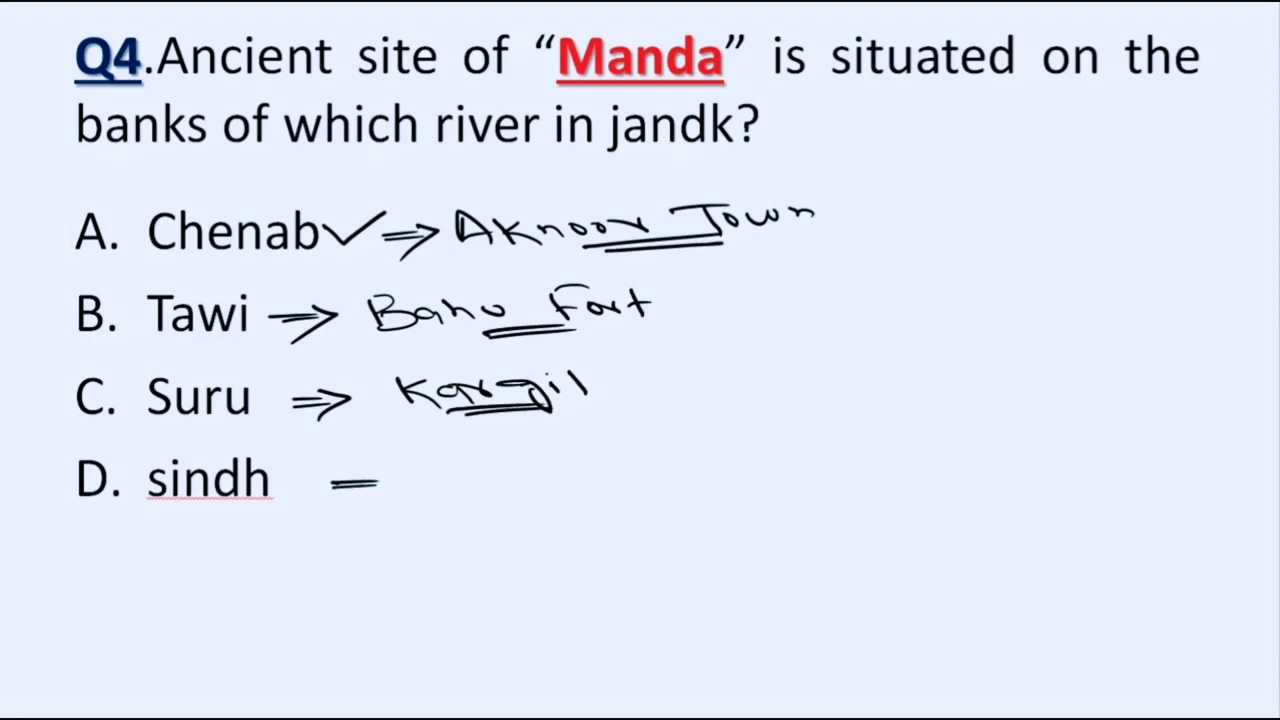 Q4.Ancient site of “Manda” is situated on the
banks of which river in jandk?
A. Chenab✓ ⇒ Aknoor Town
B. Tawi ⇒ Bahu Fort
C. Suru ⇒ Kargil
D. sindh =